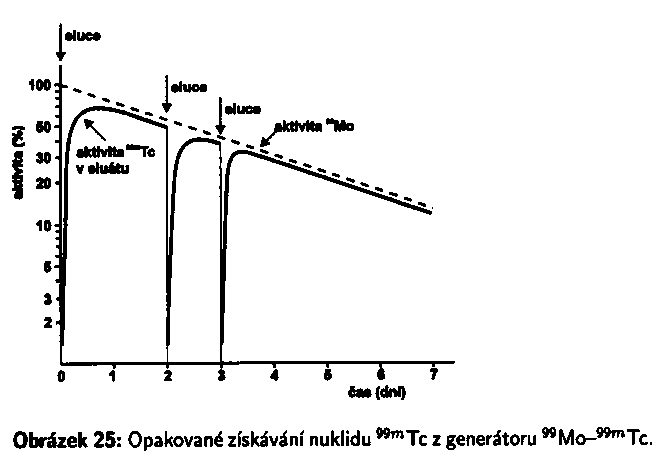 eluce
eluce
eluce
100
50
30
20
10
5
3
2
aktivita (%)
aktivita ⁹⁹Mo
aktivita ⁹⁹ᵐTc
v eluátu
0 1 2 3 4 5 6 7
čas (dní)
Obrázek 25: Opakované získávání nuklidu ⁹⁹ᵐTc z generátoru ⁹⁹Mo–⁹⁹ᵐTc.